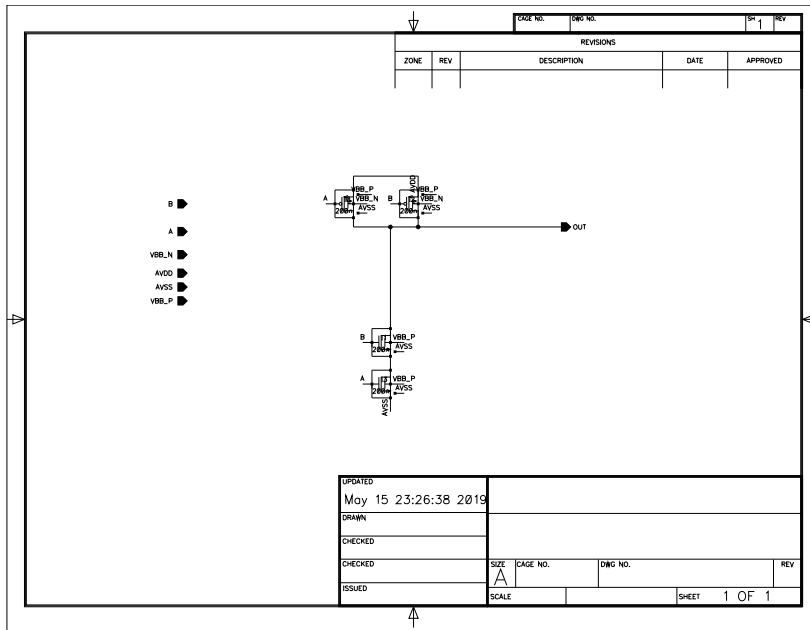 CAGE NO. DWG NO. SH 1 REV
REVISIONS
ZONE REV DESCRIPTION DATE APPROVED
AVDD
VBB_P VBB_P
A VBB_N B VBB_N
AVSS AVSS
200n 200n
B
A
VBB_N
AVDD
AVSS
VBB_P
OUT
B VBB_P
AVSS
200n
A VBB_P
AVSS
200n
AVSS
UPDATED
May 15 23:26:38 2019
DRAWN
CHECKED
CHECKED
ISSUED
SIZE CAGE NO. DWG NO. REV
A
SCALE SHEET 1 OF 1